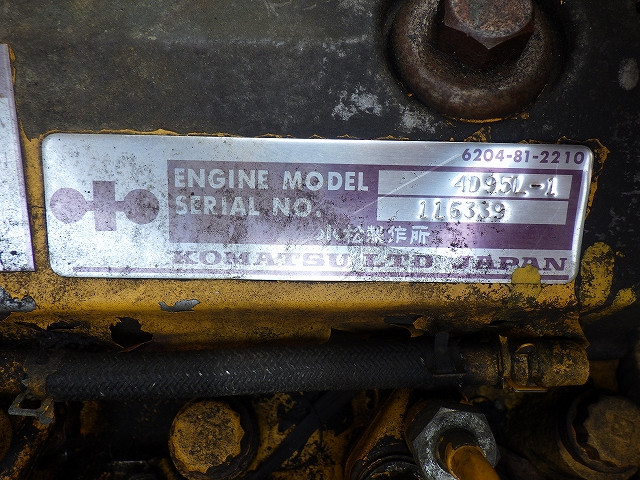 6204-81-2210
ENGINE MODEL 4D95L-1
SERIAL NO. 116339
小松製作所
KOMATSU LTD. JAPAN